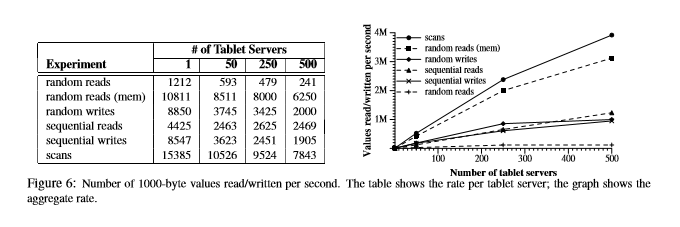 # of Tablet Servers
Experiment 1 50 250 500
random reads 1212 593 479 241
random reads (mem) 10811 8511 8000 6250
random writes 8850 3745 3425 2000
sequential reads 4425 2463 2625 2469
sequential writes 8547 3623 2451 1905
scans 15385 10526 9524 7843
Values read/written per second
4M
3M
2M
1M
scans
random reads (mem)
random writes
sequential reads
sequential writes
random reads
100 200 300 400 500
Number of tablet servers
Figure 6: Number of 1000-byte values read/written per second. The table shows the rate per tablet server; the graph shows the
aggregate rate.